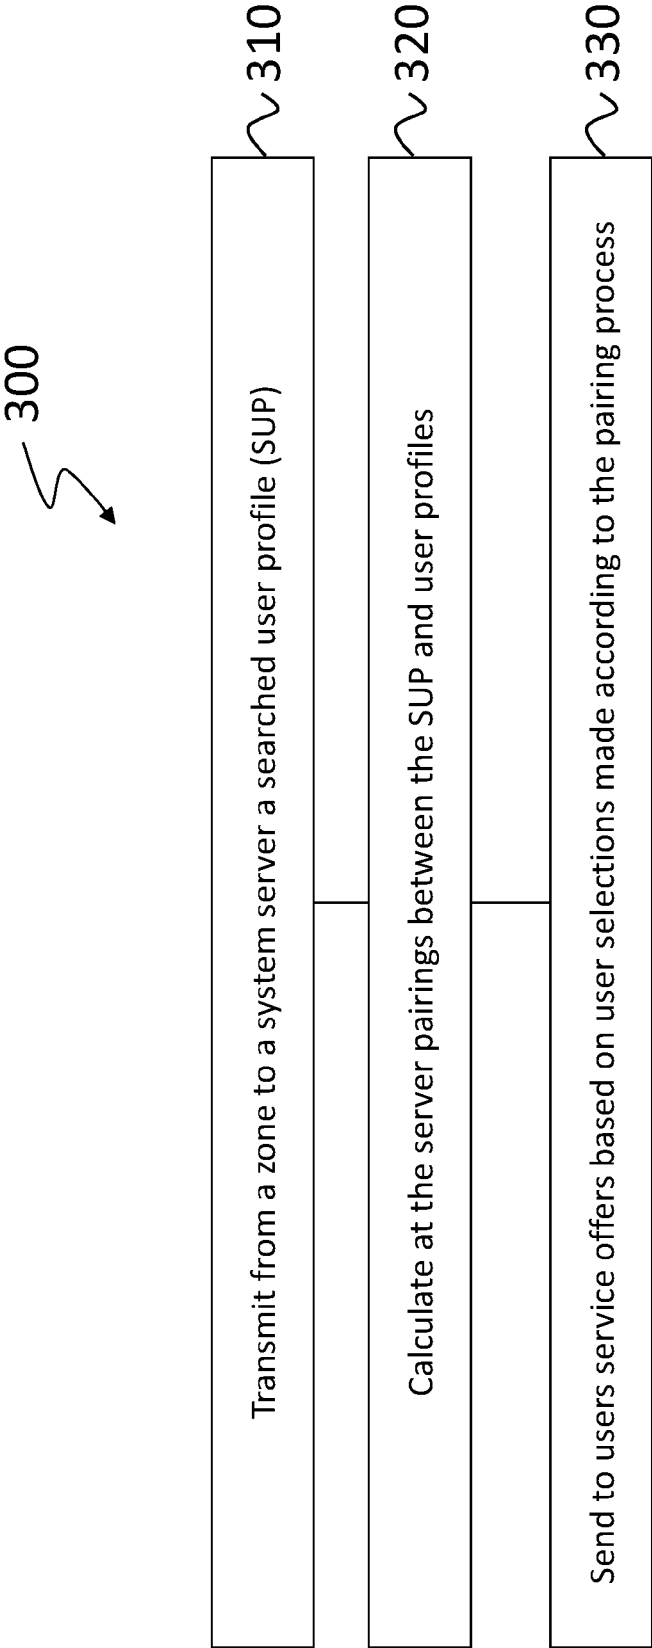 300
310
Transmit from a zone to a system server a searched user profile (SUP)
320
Calculate at the server pairings between the SUP and user profiles
330
Send to users service offers based on user selections made according to the pairing process